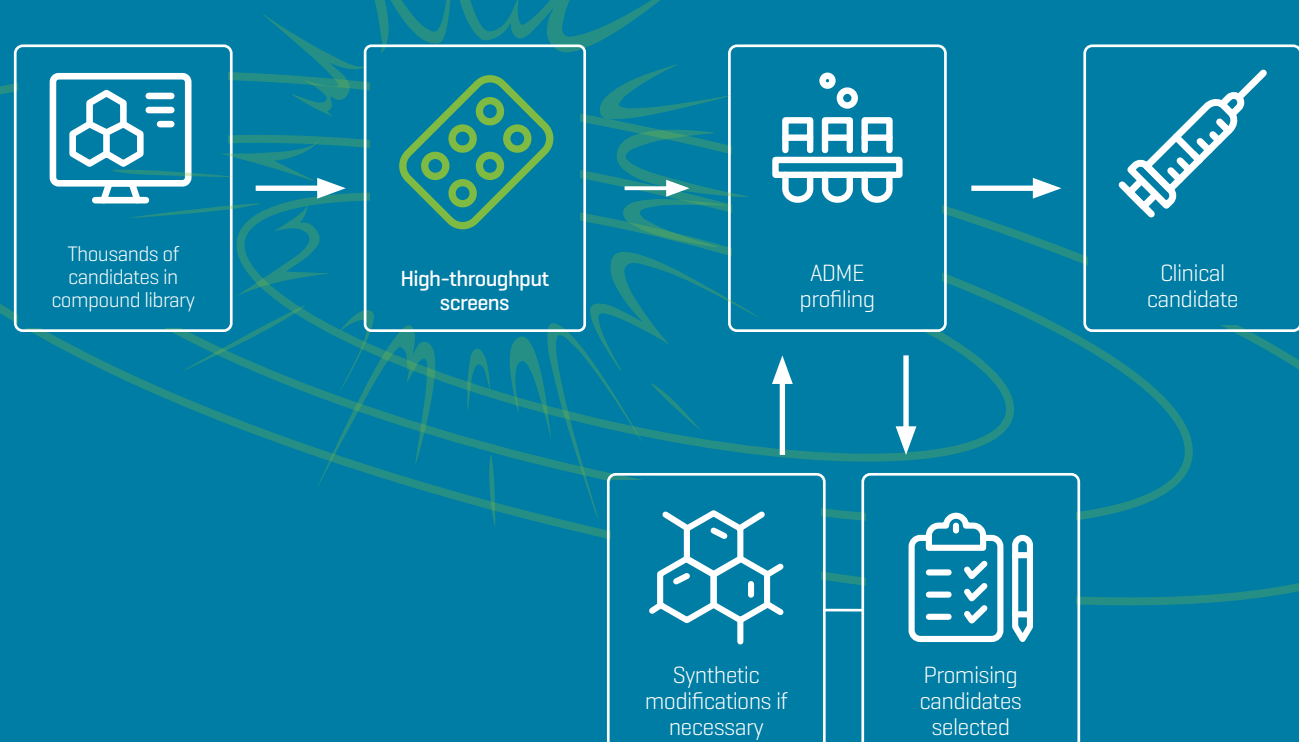 Thousands of
candidates in
compound library
High-throughput
screens
ADME
profiling
Clinical
candidate
Synthetic
modifications if
necessary
Promising
candidates
selected